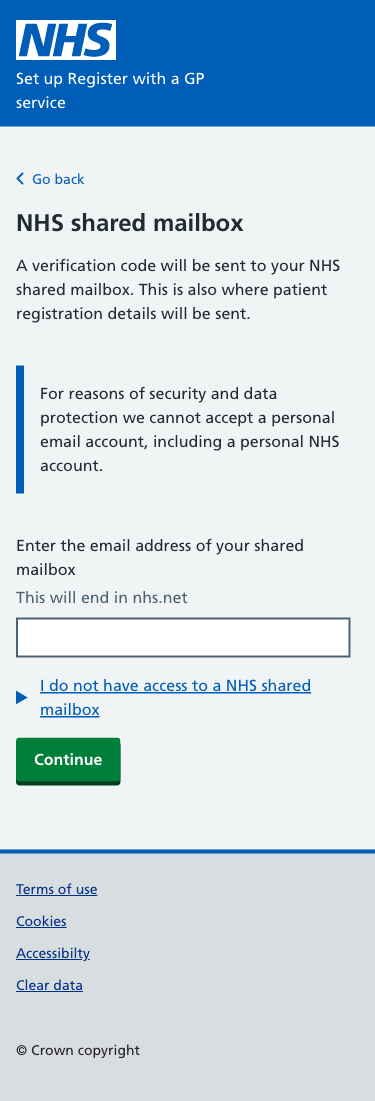 NHS
Set up Register with a GP
service
Go back
NHS shared mailbox
A verification code will be sent to your NHS
shared mailbox. This is also where patient
registration details will be sent.
For reasons of security and data
protection we cannot accept a personal
email account, including a personal NHS
account.
Enter the email address of your shared
mailbox
This will end in nhs.net
I do not have access to a NHS shared
mailbox
Continue
Terms of use
Cookies
Accessibilty
Clear data
© Crown copyright